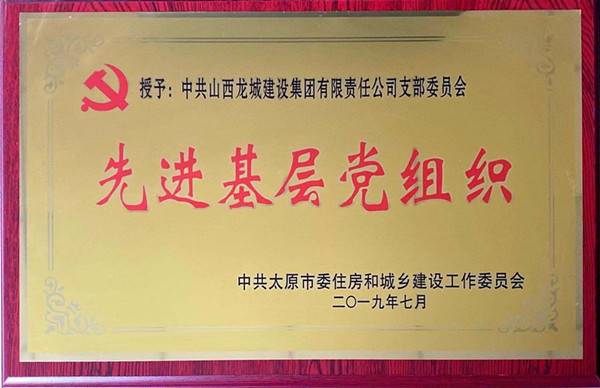 授予：中共山西龙城建设集团有限责任公司支部委员会
先进基层党组织
中共太原市委住房和城乡建设工作委员会
二〇一九年七月